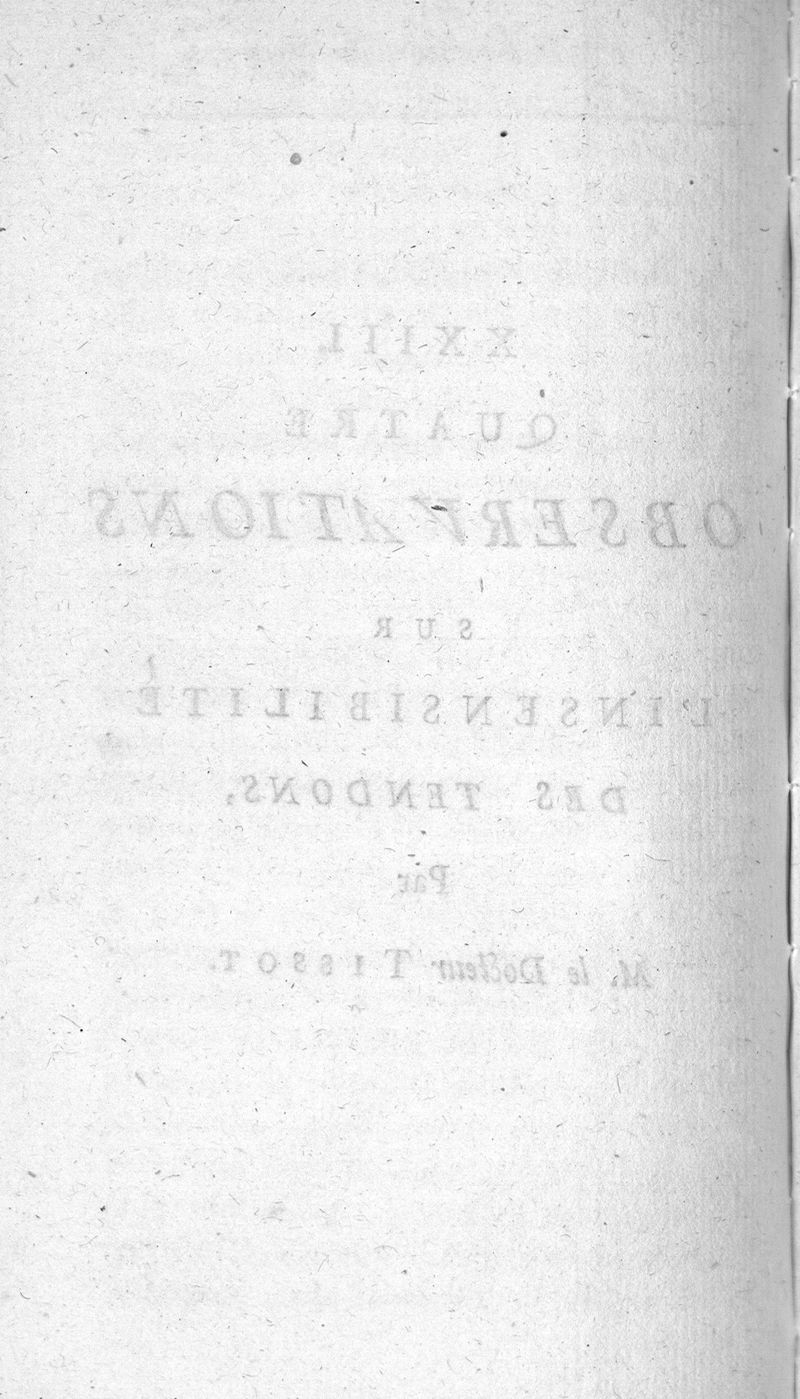 XXIII.
QUATRE
OBSERVATIONS
SUR
L'INSENSIBILITÉ
DES TENDONS,
Par
M. le Docteur TISSOT.